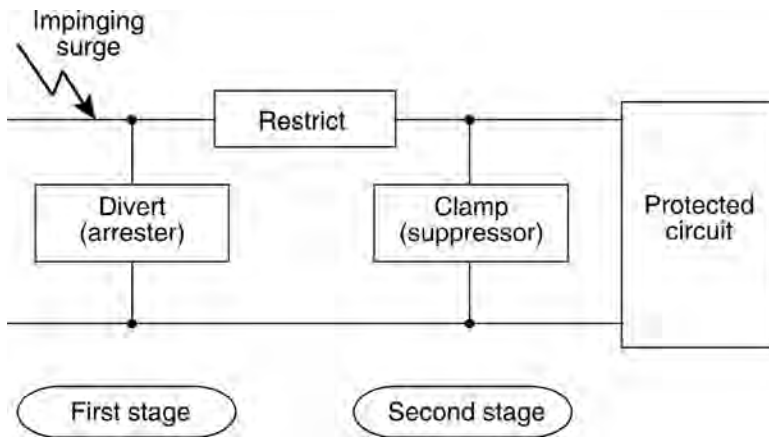 Impinging
surge
Restrict
Divert
(arrester)
Clamp
(suppressor)
Protected
circuit
First stage
Second stage